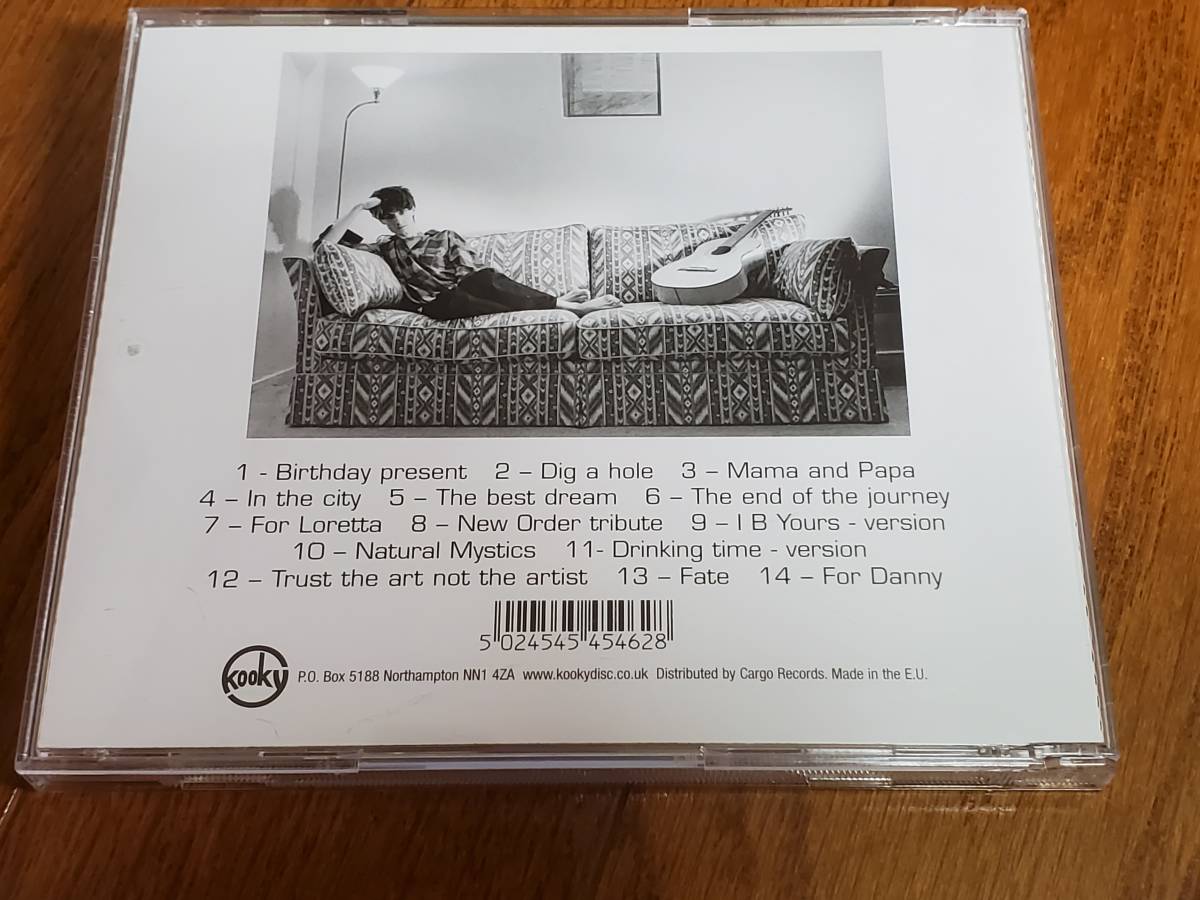 1 - Birthday present 2 – Dig a hole 3 – Mama and Papa
4 – In the city 5 – The best dream 6 – The end of the journey
7 – For Loretta 8 – New Order tribute 9 – I B Yours - version
10 – Natural Mystics 11- Drinking time - version
12 – Trust the art not the artist 13 – Fate 14 – For Danny
5 024545 454628
kooky P.O. Box 5188 Northampton NN1 4ZA www.kookydisc.co.uk Distributed by Cargo Records. Made in the E.U.